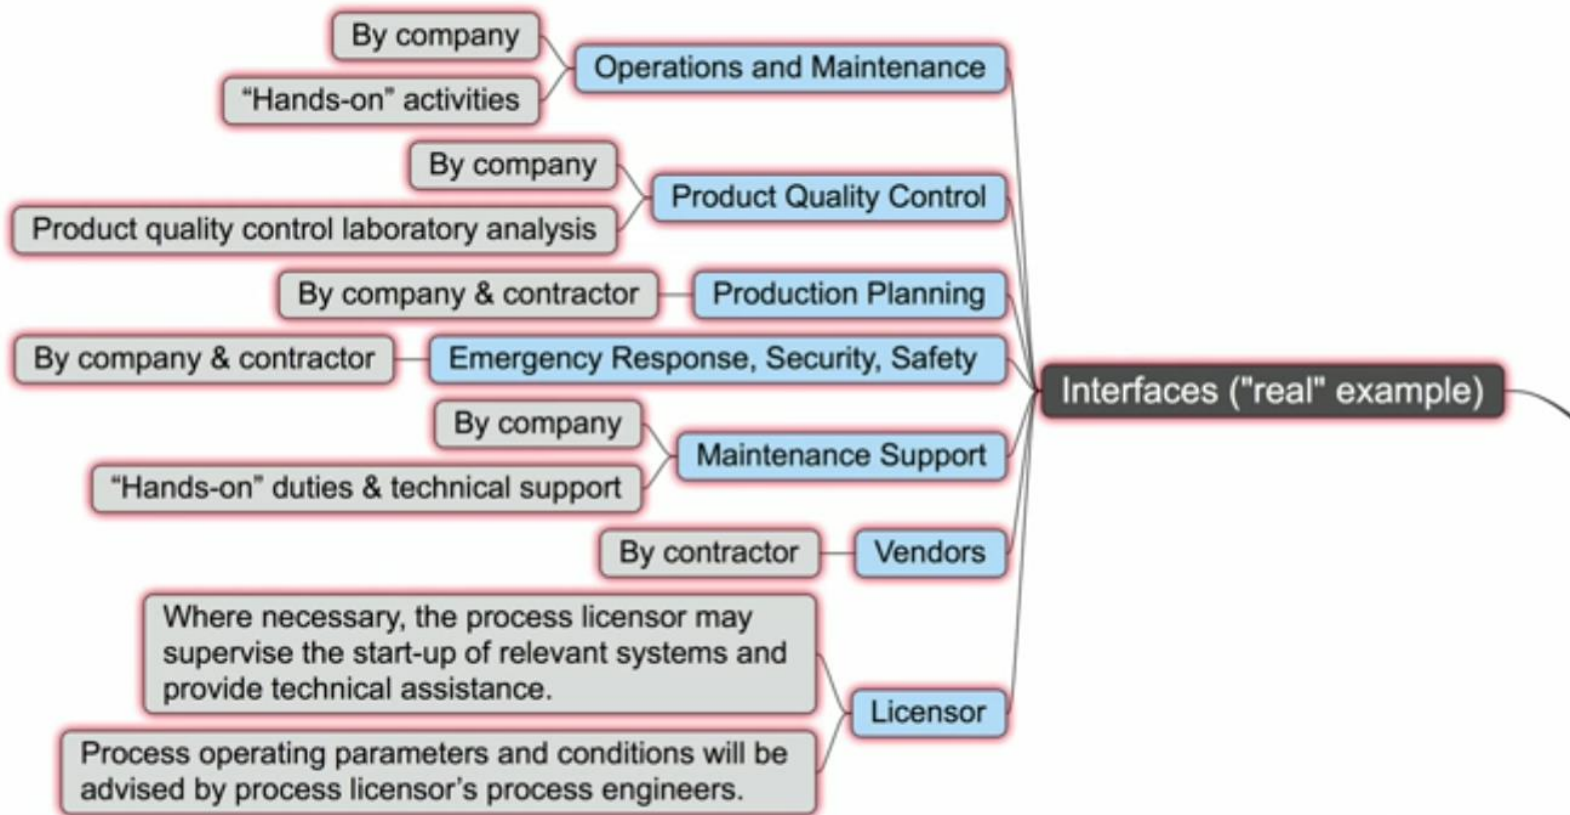 By company
Operations and Maintenance
“Hands-on” activities
By company
Product Quality Control
Product quality control laboratory analysis
By company & contractor
Production Planning
By company & contractor
Emergency Response, Security, Safety
Interfaces ("real" example)
By company
Maintenance Support
“Hands-on” duties & technical support
By contractor
Vendors
Where necessary, the process licensor may
supervise the start-up of relevant systems and
provide technical assistance.
Licensor
Process operating parameters and conditions will be
advised by process licensor’s process engineers.